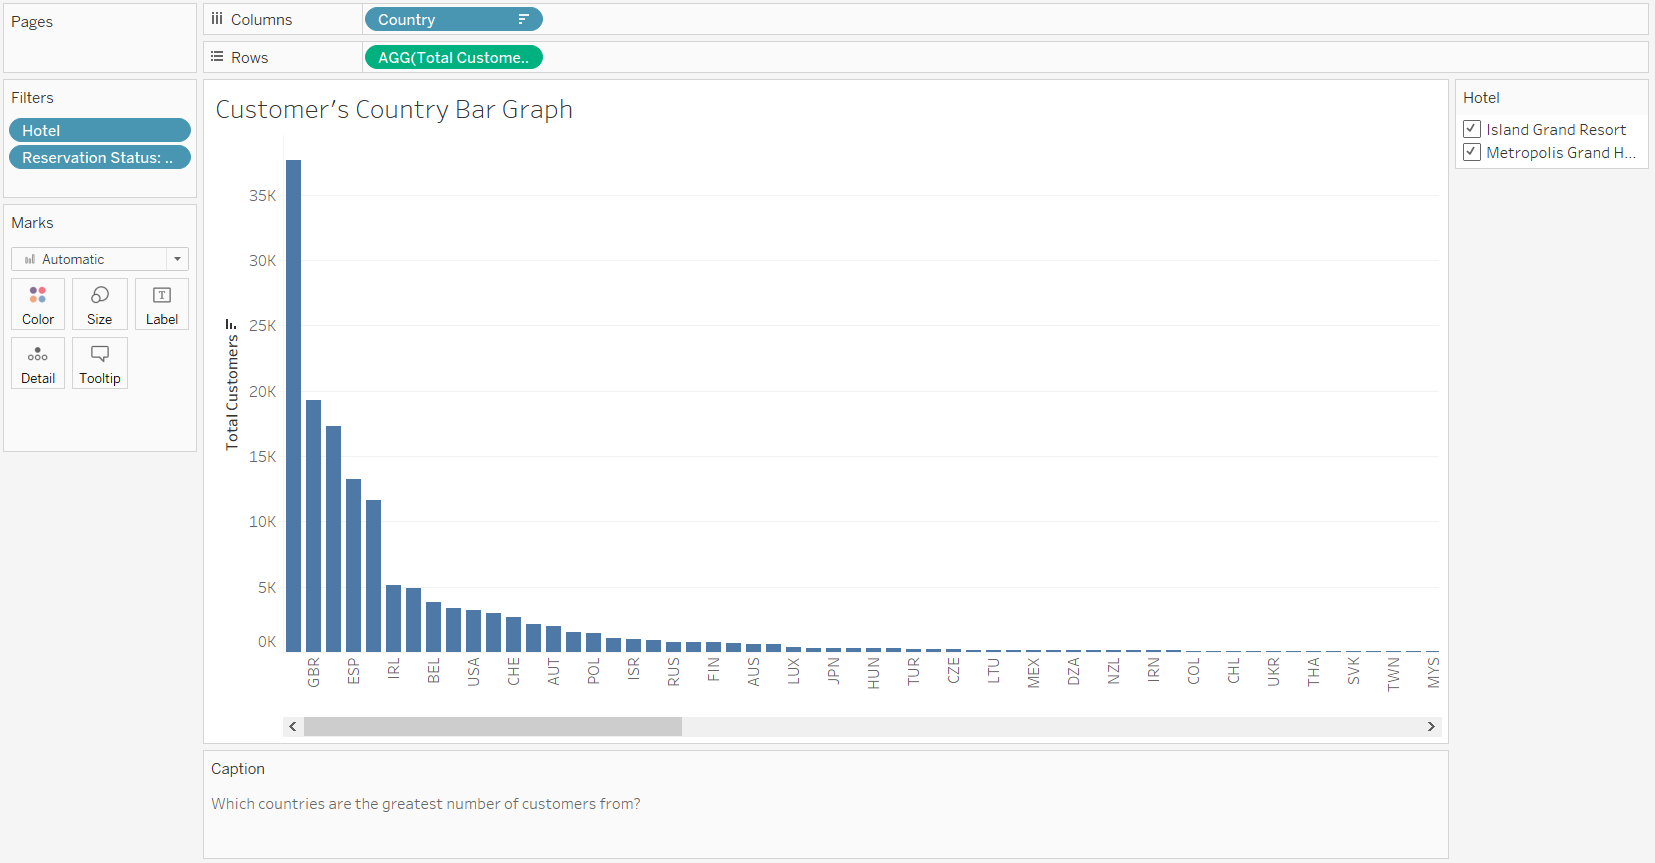 Pages
Columns
Country
Rows
AGG(Total Custome..
Filters
Hotel
Reservation Status: ..
Marks
Automatic
Color
Size
Label
Detail
Tooltip
Customer's Country Bar Graph
Total Customers
35K
30K
25K
20K
15K
10K
5K
0K
GBR
ESP
IRL
BEL
USA
CHE
AUT
POL
ISR
RUS
FIN
AUS
LUX
JPN
HUN
TUR
CZE
LTU
MEX
DZA
NZL
IRN
COL
CHL
UKR
THA
SVK
TWN
MYS
Hotel
Island Grand Resort
Metropolis Grand H...
Caption
Which countries are the greatest number of customers from?